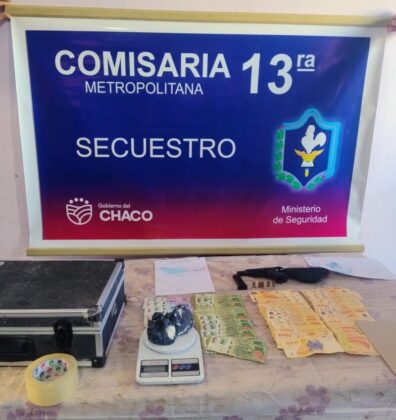 COMISARIA 13ra
METROPOLITANA
SECUESTRO
Gobierno del
CHACO
Ministerio
de Seguridad